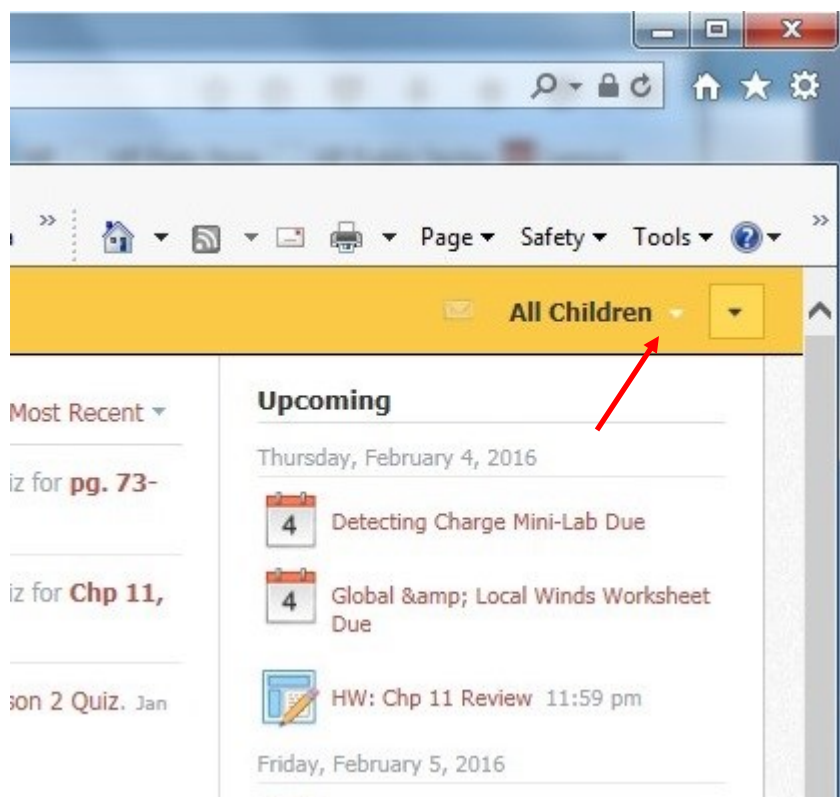 »
Page
Safety
Tools
?
»
All Children
Most Recent
Upcoming
Thursday, February 4, 2016
iz for pg. 73-
4
Detecting Charge Mini-Lab Due
iz for Chp 11,
4
Global &amp; Local Winds Worksheet
Due
son 2 Quiz. Jan
HW: Chp 11 Review 11:59 pm
Friday, February 5, 2016